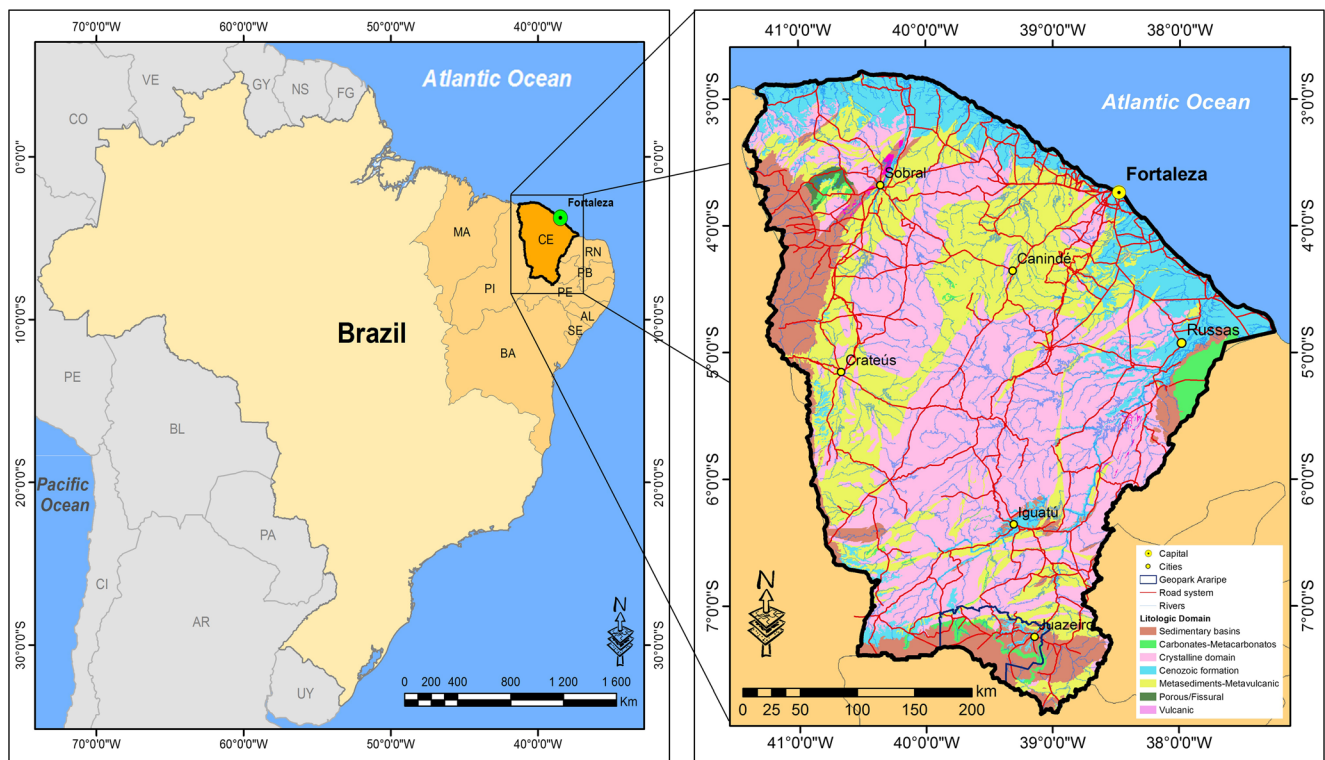 70°0'0"W
60°0'0"W
50°0'0"W
40°0'0"W
VE
GY
NS
FG
CO
Atlantic Ocean
0°0'0"
0°0'0"
Fortaleza
MA
CE
RN
PB
PI
PE
AL
SE
BA
10°0'0"S
10°0'0"S
Brazil
PE
BL
Pacific
Ocean
20°0'0"S
20°0'0"S
PA
CI
AR
UY
30°0'0"S
30°0'0"S
N
0 200 400 800 1 200 1 600
Km
70°0'0"W
60°0'0"W
50°0'0"W
40°0'0"W
41°0'0"W
40°0'0"W
39°0'0"W
38°0'0"W
Atlantic Ocean
3°0'0"S
3°0'0"S
Sobral
Fortaleza
4°0'0"S
4°0'0"S
Canindé
Russas
5°0'0"S
5°0'0"S
Crateús
6°0'0"S
6°0'0"S
Iguatú
7°0'0"S
7°0'0"S
Juazeiro
N
km
0 25 50 100 150 200
Capital
Cities
Geopark Araripe
Road system
Rivers
Litologic Domain
Sedimentary basins
Carbonates-Metacarbonatos
Crystalline domain
Cenozoic formation
Metasediments-Metavulcanic
Porous/Fissural
Vulcanic
41°0'0"W
40°0'0"W
39°0'0"W
38°0'0"W